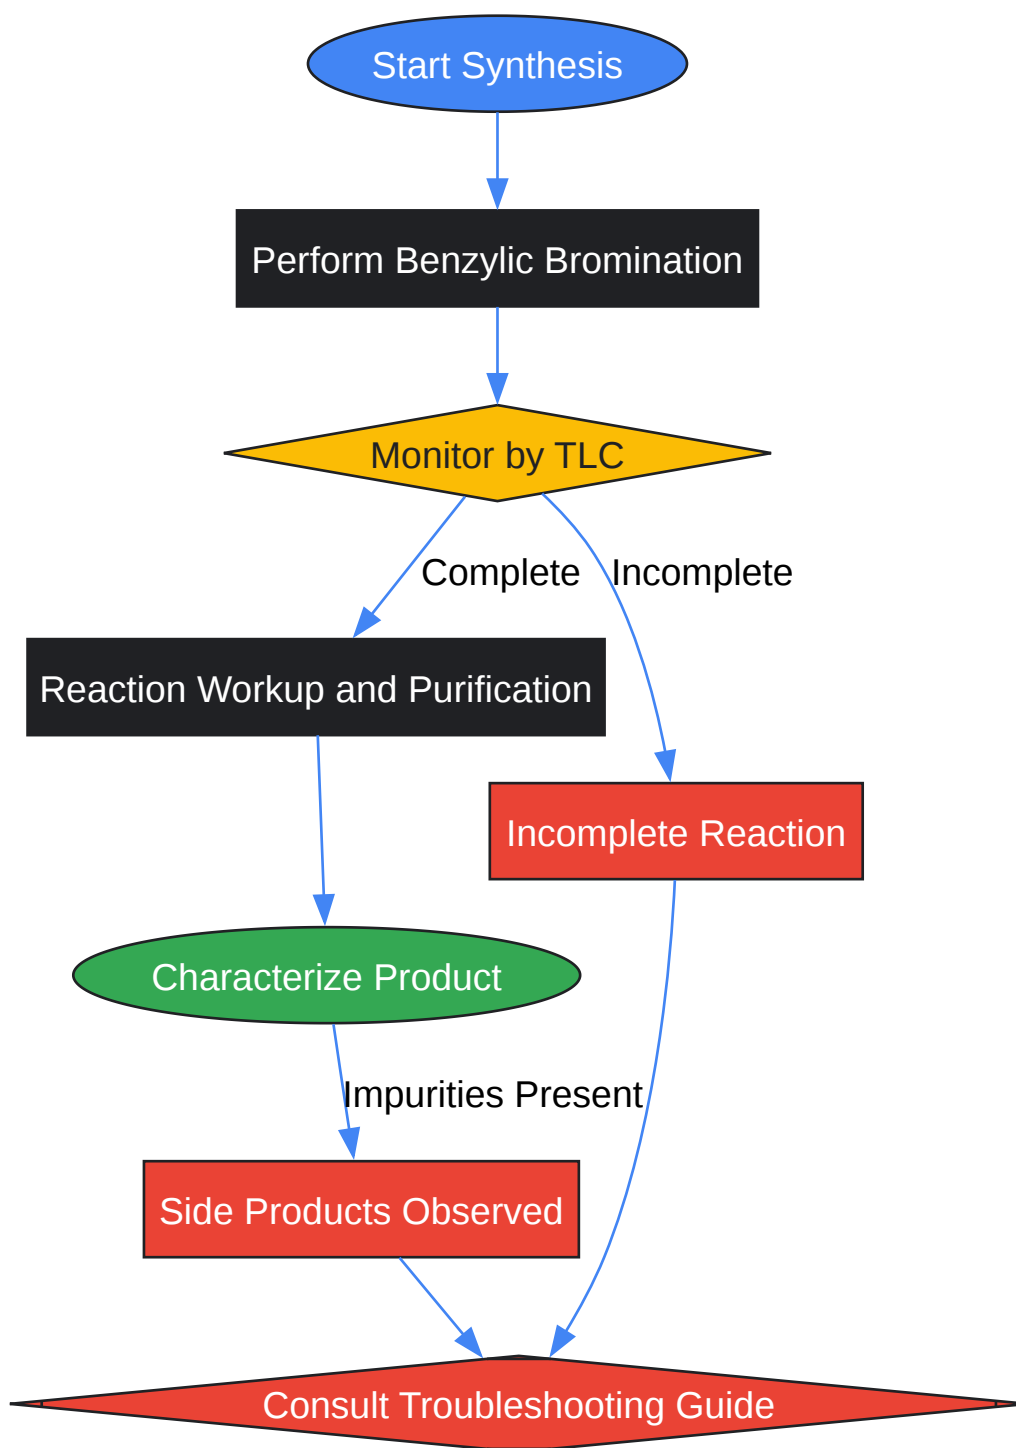 Start Synthesis
Perform Benzylic Bromination
Monitor by TLC
Complete
Incomplete
Reaction Workup and Purification
Incomplete Reaction
Characterize Product
Impurities Present
Side Products Observed
Consult Troubleshooting Guide